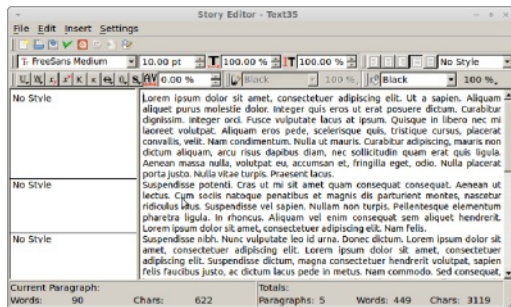 Story Editor - Text35
File Edit Insert Settings
FreeSans Medium 10.00 pt 100.00 % 100.00 % No Style
0.00 % Black 100 % Black 100 %
No Style
Lorem ipsum dolor sit amet, consectetuer adipiscing elit. Ut a sapien. Aliquam
aliquet purus molestie dolor. Integer quis eros ut erat posuere dictum. Curabitur
dignissim. Integer orci. Fusce vulputate lacus at ipsum. Quisque in libero nec mi
laoreet volutpat. Aliquam eros pede, scelerisque quis, tristique cursus, placerat
convallis, velit. Nam condimentum. Nulla ut mauris. Curabitur adipiscing, mauris non
dictum aliquam, arcu risus dapibus diam, nec sollicitudin quam erat quis ligula.
Aenean massa nulla, volutpat eu, accumsan et, fringilla eget, odio. Nulla placerat
porta justo. Nulla vitae turpis. Praesent lacus.
No Style
Suspendisse potenti. Cras ut mi sit amet quam consequat consequat. Aenean ut
lectus. Cum sociis natoque penatibus et magnis dis parturient montes, nascetur
ridiculus mus. Suspendisse vel sapien. Nullam non turpis. Pellentesque elementum
pharetra ligula. In rhoncus. Aliquam vel enim consequat sem aliquet hendrerit.
Lorem ipsum dolor sit amet, consectetuer adipiscing elit. Nam felis.
No Style
Suspendisse nibh. Nunc vulputate leo id urna. Donec dictum. Lorem ipsum dolor sit
amet, consectetuer adipiscing elit. Lorem ipsum dolor sit amet, consectetuer
adipiscing elit. Suspendisse dictum, magna consectetuer hendrerit volutpat, sapien
felis faucibus justo, ac dictum lacus pede in metus. Nam commodo. Sed consequat,
Current Paragraph: Totals:
Words: 90 Chars: 622 Paragraphs: 5 Words: 449 Chars: 3119